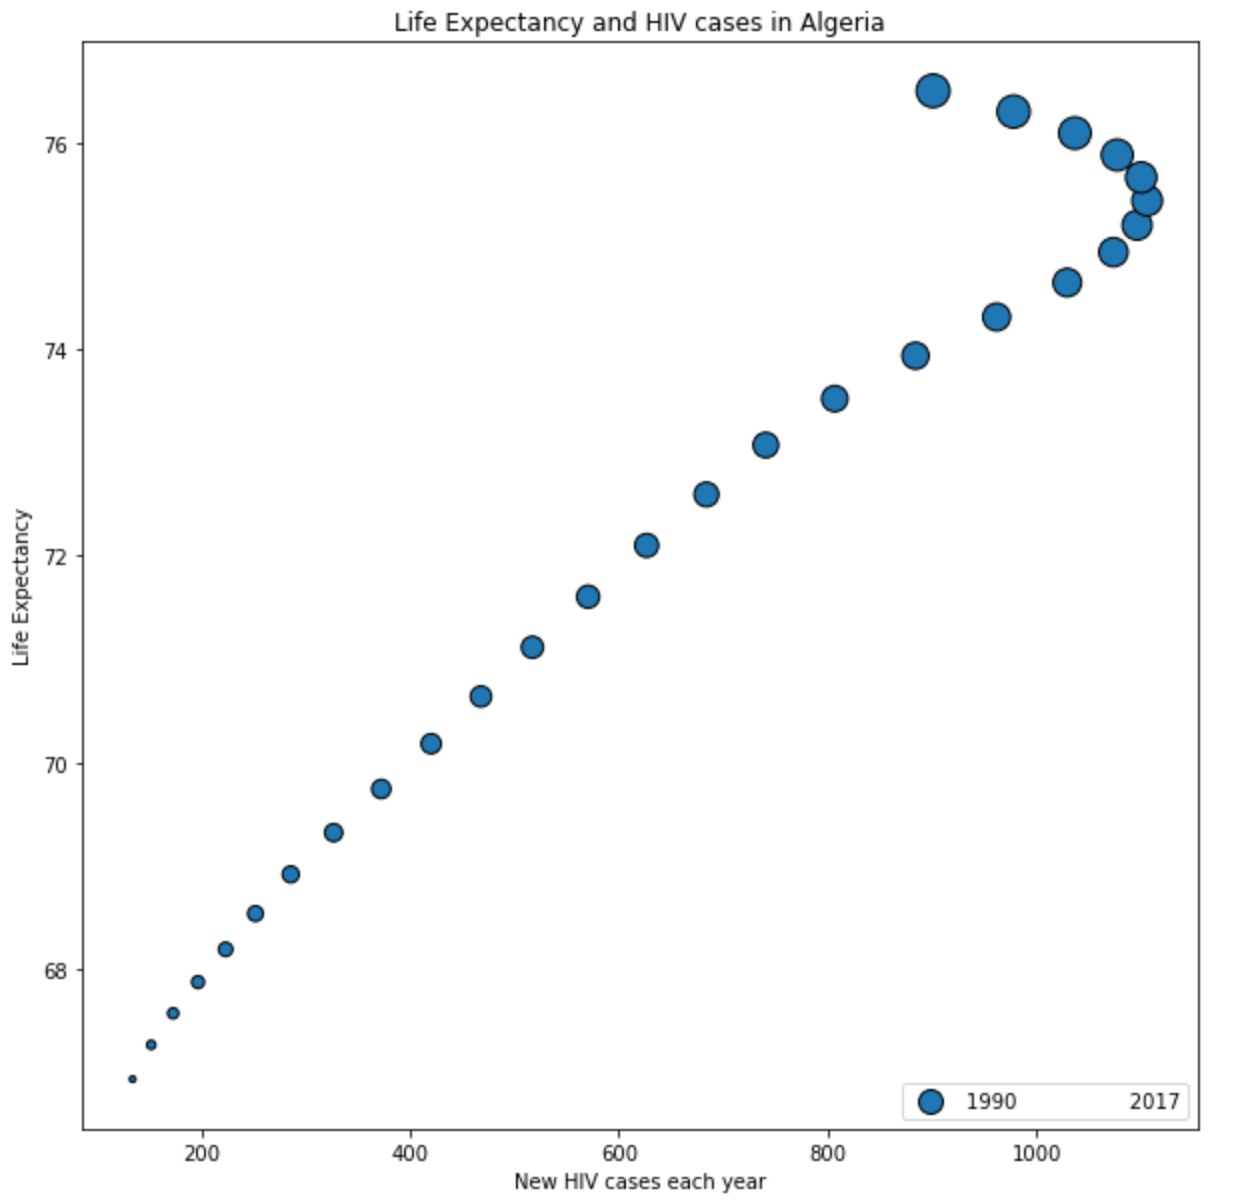 Life Expectancy and HIV cases in Algeria
76
74
72
70
68
Life Expectancy
1990 2017
200 400 600 800 1000
New HIV cases each year